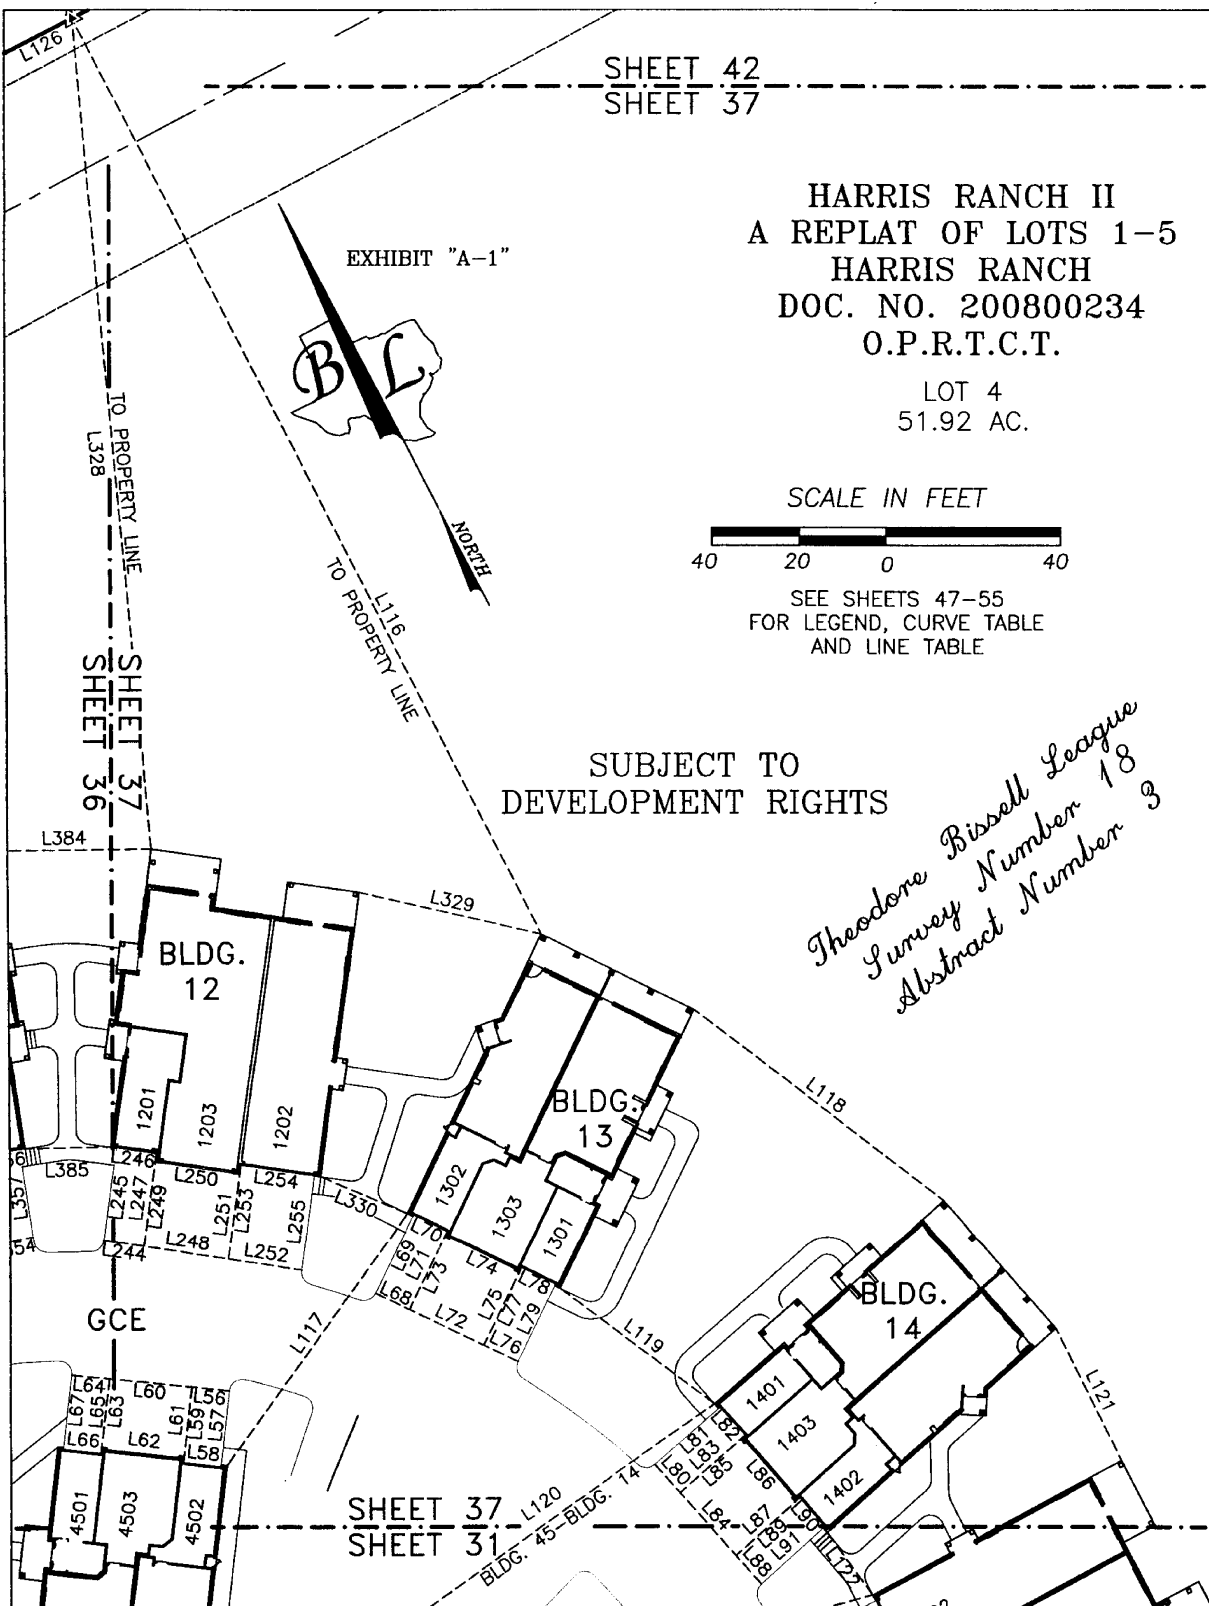 L126
SHEET 42
SHEET 37
HARRIS RANCH II
A REPLAT OF LOTS 1-5
HARRIS RANCH
DOC. NO. 200800234
O.P.R.T.C.T.
LOT 4
51.92 AC.
EXHIBIT "A-1"
B L
NORTH
SCALE IN FEET
40 20 0 40
SEE SHEETS 47-55
FOR LEGEND, CURVE TABLE
AND LINE TABLE
TO PROPERTY LINE
L328
L116
TO PROPERTY LINE
SHEET 37
SHEET 36
SUBJECT TO
DEVELOPMENT RIGHTS
Theodore Bissell League
Survey Number 18
Abstract Number 3
L384
L329
BLDG.
12
1201
1203
1202
L118
BLDG.
13
1302
1303
1301
L385
L357
L246
L250
L254
L245
L247
L249
L251
L253
L255
L244
L248
L252
L330
L70
L69
L71
L73
L74
L75
L77
L78
L79
L68
L72
L76
GCE
L117
L119
BLDG.
14
1401
1403
1402
L121
L64
L60
L56
L67
L65
L63
L61
L59
L57
L66
L62
L58
L82
L81
L83
L85
L80
L86
L84
L87
L89
L90
L91
L88
L122
4501
4503
4502
SHEET 37
SHEET 31
L120
BLDG. 45-BLDG. 14